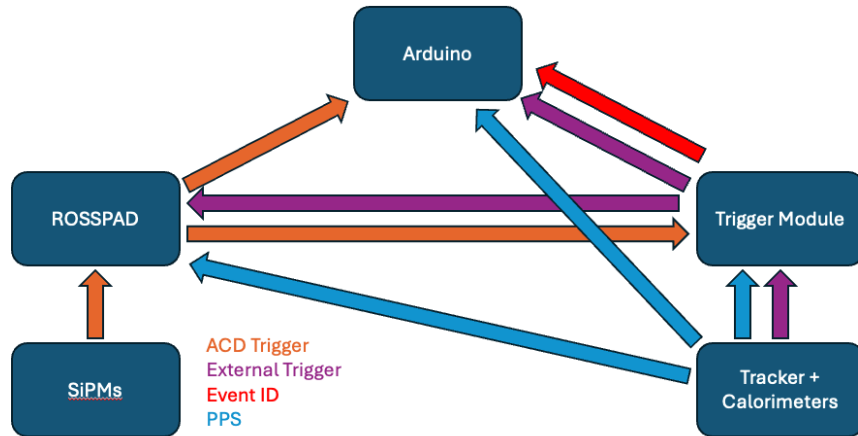 Arduino
ROSSPAD
Trigger Module
SiPMs
ACD Trigger
External Trigger
Event ID
PPS
Tracker +
Calorimeters